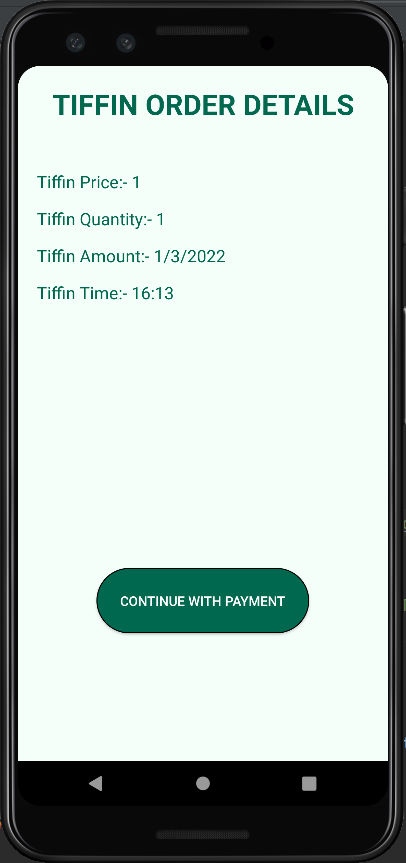 TIFFIN ORDER DETAILS
Tiffin Price:- 1
Tiffin Quantity:- 1
Tiffin Amount:- 1/3/2022
Tiffin Time:- 16:13
CONTINUE WITH PAYMENT